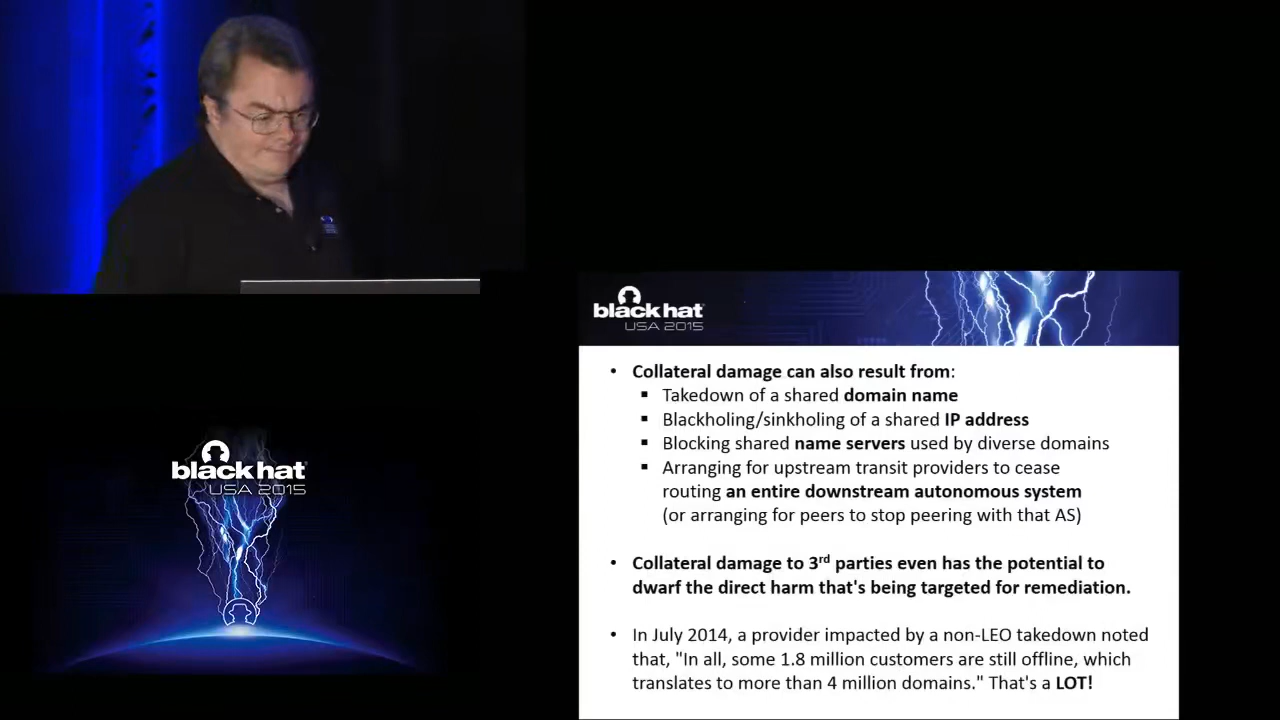 black hat
USA 2015
• Collateral damage can also result from:
▪ Takedown of a shared domain name
▪ Blackholing/sinkholing of a shared IP address
▪ Blocking shared name servers used by diverse domains
▪ Arranging for upstream transit providers to cease
routing an entire downstream autonomous system
(or arranging for peers to stop peering with that AS)
• Collateral damage to 3rd parties even has the potential to
dwarf the direct harm that's being targeted for remediation.
• In July 2014, a provider impacted by a non-LEO takedown noted
that, "In all, some 1.8 million customers are still offline, which
translates to more than 4 million domains." That's a LOT!
black hat
USA 2015